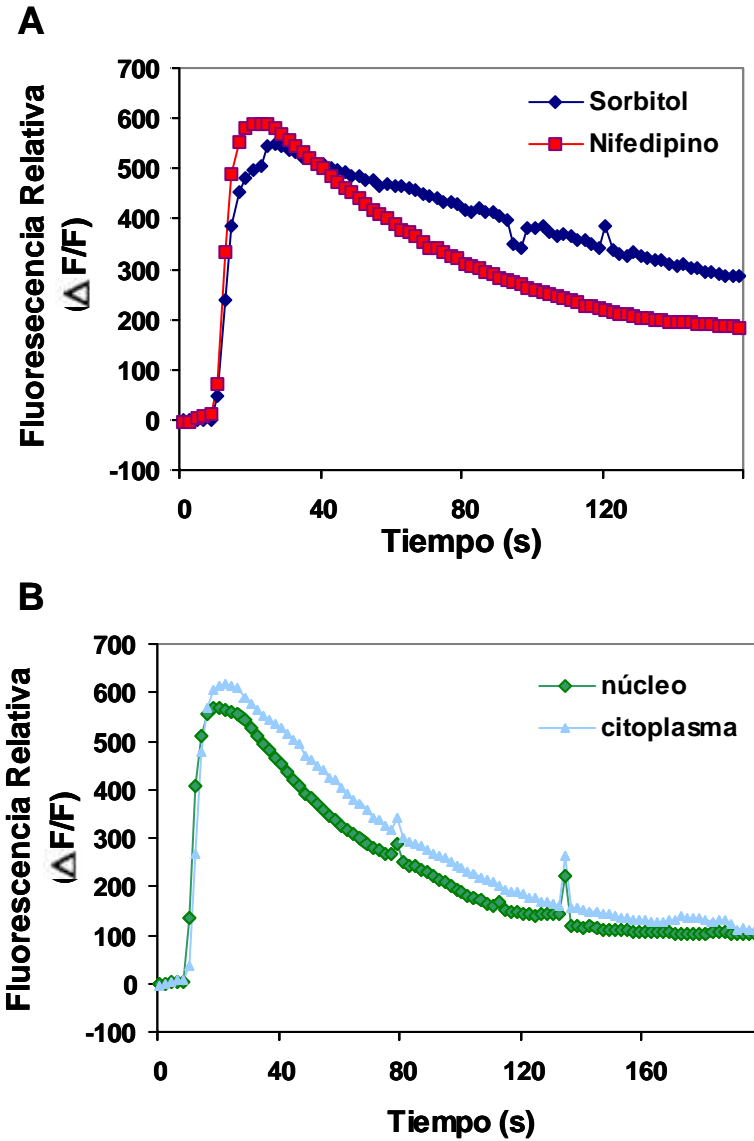 A
700
600
500
400
300
200
100
0
-100
Fluoresecencia Relativa
(△ F/F)
Sorbitol
Nifedipino
0 40 80 120
Tiempo (s)
B
700
600
500
400
300
200
100
0
-100
Fluorescencia Relativa
(△ F/F)
núcleo
citoplasma
0 40 80 120 160
Tiempo (s)